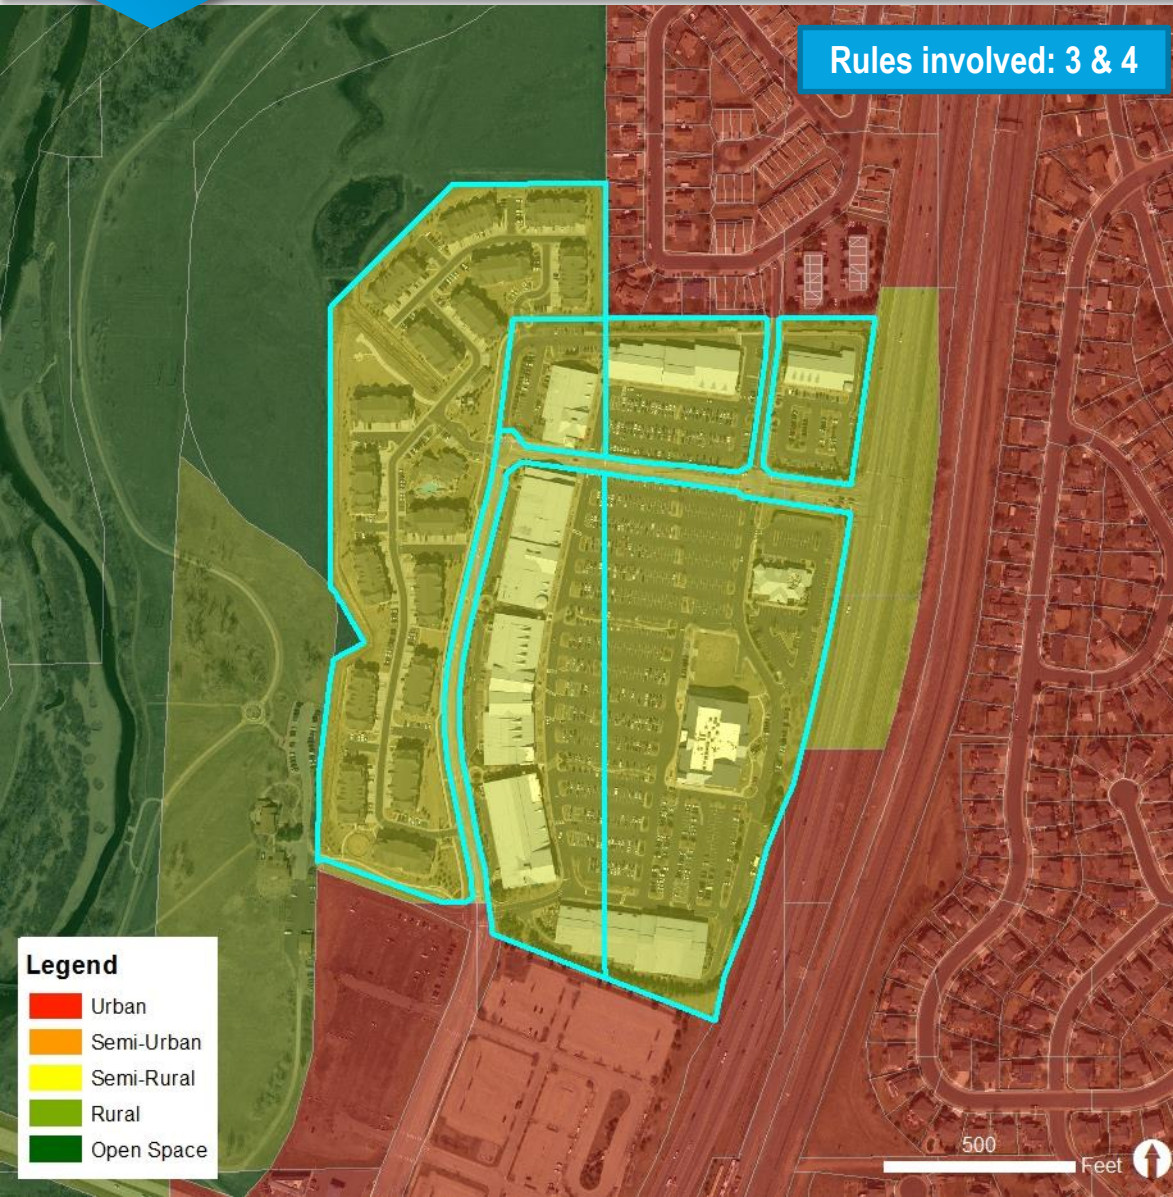 Rules involved: 3 & 4
Legend
Urban
Semi-Urban
Semi-Rural
Rural
Open Space
500
Feet